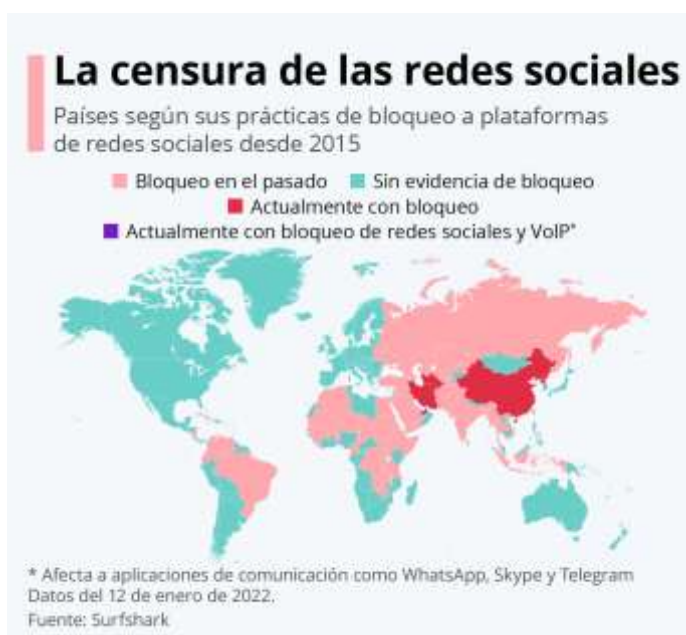 La censura de las redes sociales
Países según sus prácticas de bloqueo a plataformas
de redes sociales desde 2015
Bloqueo en el pasado Sin evidencia de bloqueo
Actualmente con bloqueo
Actualmente con bloqueo de redes sociales y VoIP*
* Afecta a aplicaciones de comunicación como WhatsApp, Skype y Telegram
Datos del 12 de enero de 2022.
Fuente: Surfshark